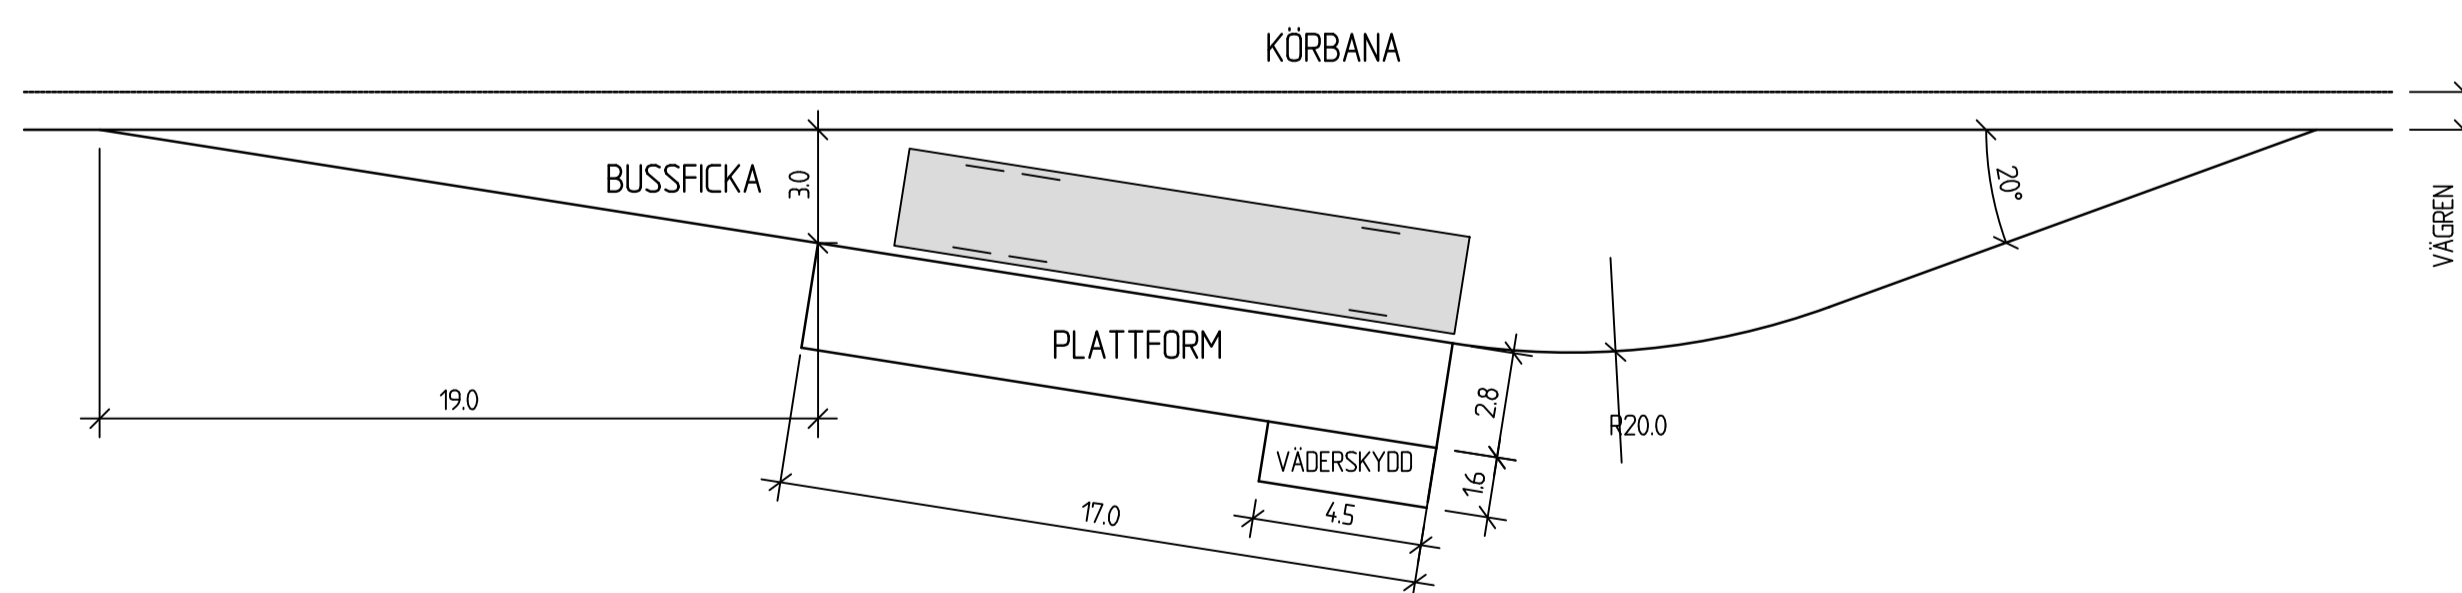 KÖRBANA
BUSSFICKA
3.0
20°
VÄGREN
PLATTFORM
19.0
2.8
R20.0
VÄDERSKYDD
1.6
17.0
4.5